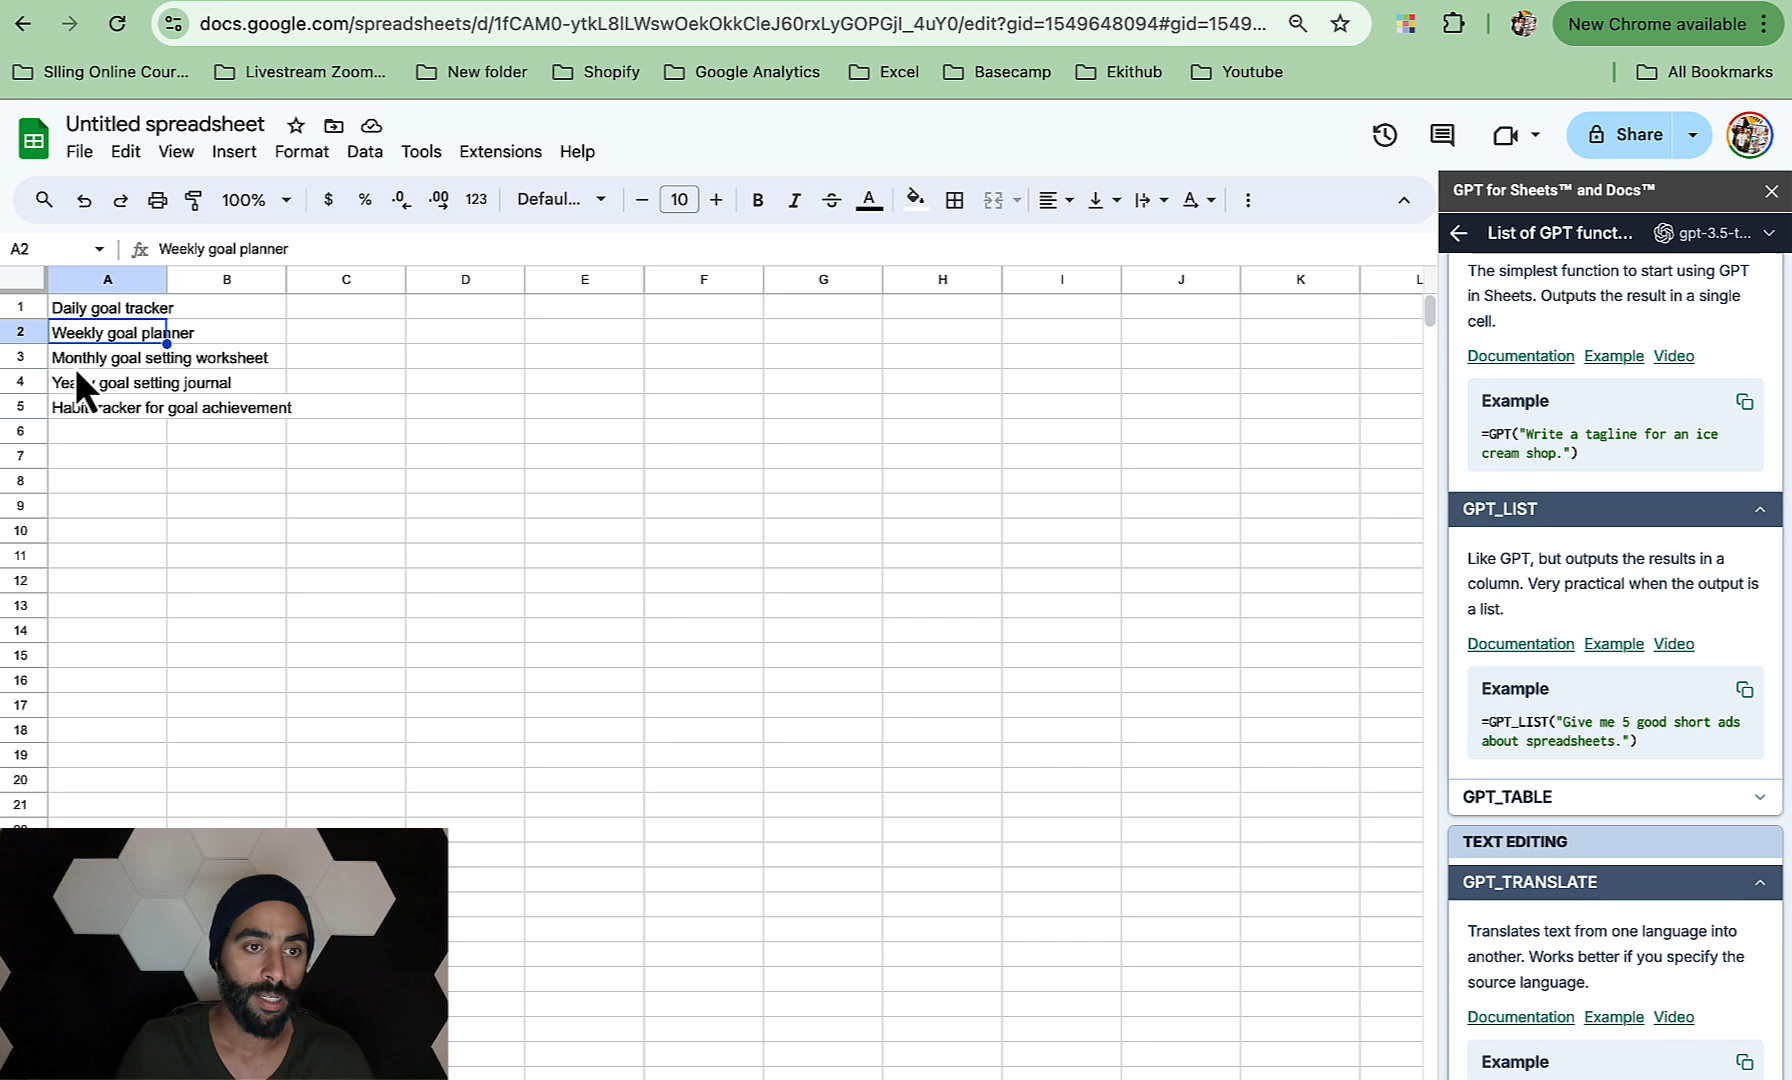 docs.google.com/spreadsheets/d/1fCAM0-ytkL8lLWswOekOkkCleJ60rxLyGOPGjI_4uY0/edit?gid=1549648094#gid=1549...
New Chrome available
Slling Online Cour...
Livestream Zoom...
New folder
Shopify
Google Analytics
Excel
Basecamp
Ekithub
Youtube
All Bookmarks
Untitled spreadsheet
File Edit View Insert Format Data Tools Extensions Help
Share
100% $ % .0 .00 123 Defaul... 10 B I A
A2 fx Weekly goal planner
A B C D E F G H I J K L
1 Daily goal tracker
2 Weekly goal planner
3 Monthly goal setting worksheet
4 goal setting journal
5 for goal achievement
6
7
8
9
10
11
12
13
14
15
16
17
18
19
20
21
GPT for Sheets™ and Docs™
List of GPT funct... gpt-3.5-t...
The simplest function to start using GPT
in Sheets. Outputs the result in a single
cell.
Documentation Example Video
Example
=GPT("Write a tagline for an ice
cream shop.")
GPT_LIST
Like GPT, but outputs the results in a
column. Very practical when the output is
a list.
Documentation Example Video
Example
=GPT_LIST("Give me 5 good short ads
about spreadsheets.")
GPT_TABLE
TEXT EDITING
GPT_TRANSLATE
Translates text from one language into
another. Works better if you specify the
source language.
Documentation Example Video
Example